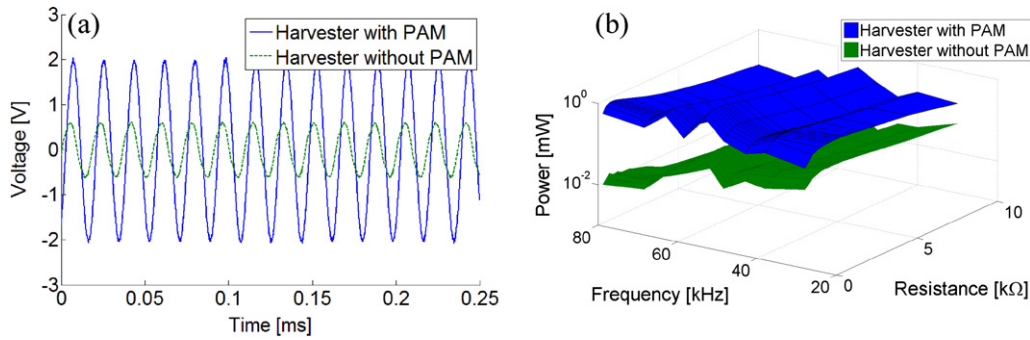 (a)
Harvester with PAM
Harvester without PAM
3
2
1
0
-1
-2
-3
Voltage [V]
0
0.05
0.1
0.15
0.2
0.25
Time [ms]
(b)
Harvester with PAM
Harvester without PAM
10^0
10^-2
Power [mW]
80
60
40
20
Frequency [kHz]
0
5
10
Resistance [kΩ]